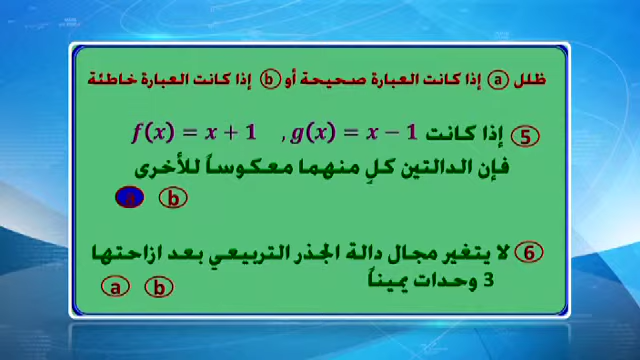 ظلل a إذا كانت العبارة صحيحة أو b إذا كانت العبارة خاطئة
5 إذا كانت f(x) = x + 1 , g(x) = x − 1
فإن الدالتين كلٍ منهما معكوساً للأخرى
a b
6 لا يتغير مجال دالة الجذر التربيعي بعد ازاحتها
3 وحدات يميناً
a b